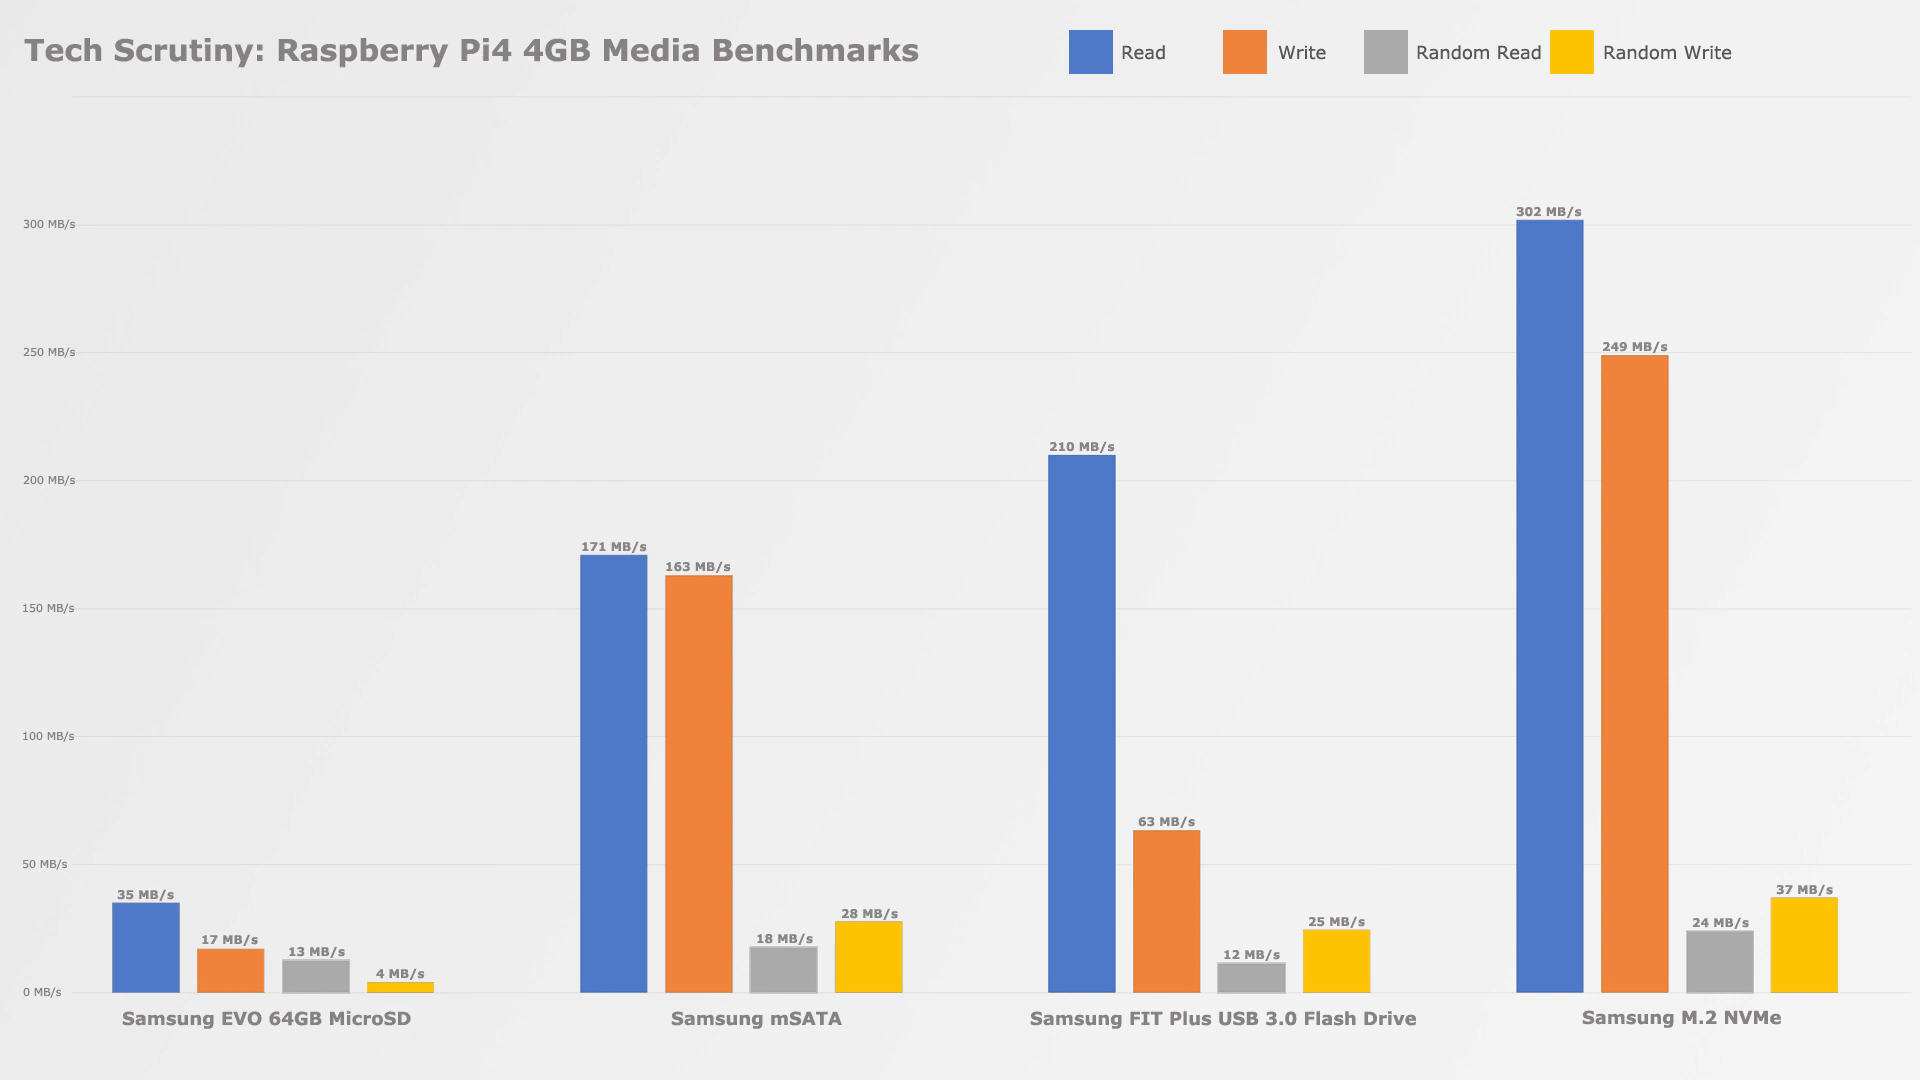 Tech Scrutiny: Raspberry Pi4 4GB Media Benchmarks
Read
Write
Random Read
Random Write
300 MB/s
250 MB/s
200 MB/s
150 MB/s
100 MB/s
50 MB/s
0 MB/s
35 MB/s
17 MB/s
13 MB/s
4 MB/s
171 MB/s
163 MB/s
18 MB/s
28 MB/s
210 MB/s
63 MB/s
12 MB/s
25 MB/s
302 MB/s
249 MB/s
24 MB/s
37 MB/s
Samsung EVO 64GB MicroSD
Samsung mSATA
Samsung FIT Plus USB 3.0 Flash Drive
Samsung M.2 NVMe